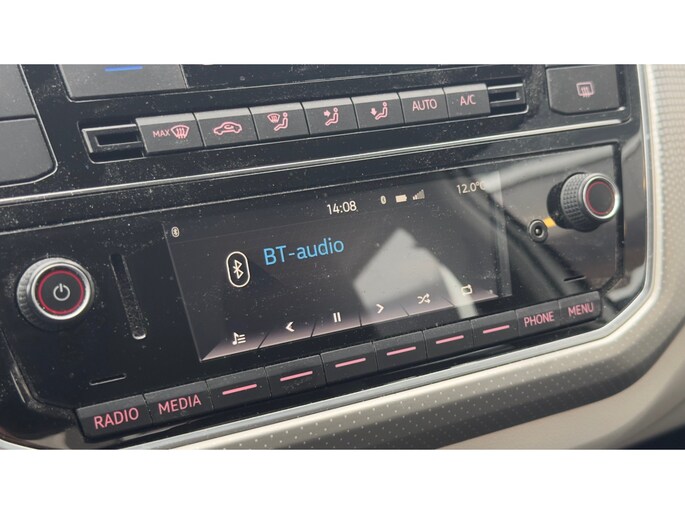 MAX
AUTO
A/C
14:08
12.0°C
BT-audio
RADIO
MEDIA
PHONE
MENU